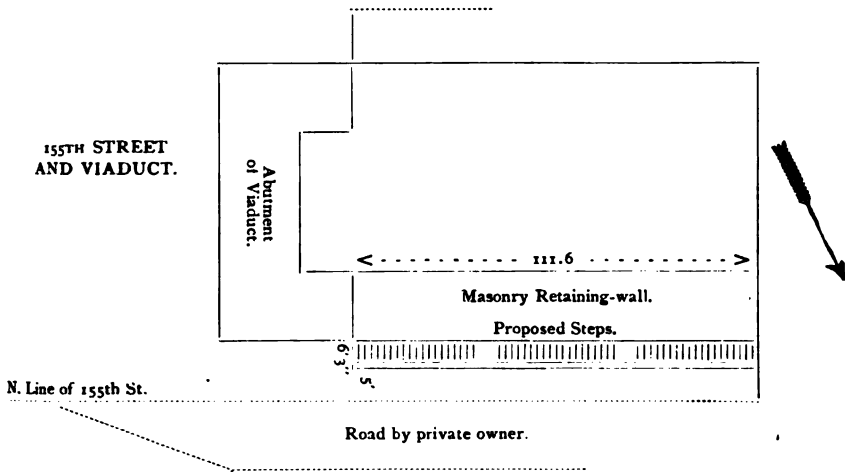 155TH STREET
AND VIADUCT.
Abutment
of Viaduct.
111.6
Masonry Retaining-wall.
Proposed Steps.
6' 3"
5'
N. Line of 155th St.
Road by private owner.